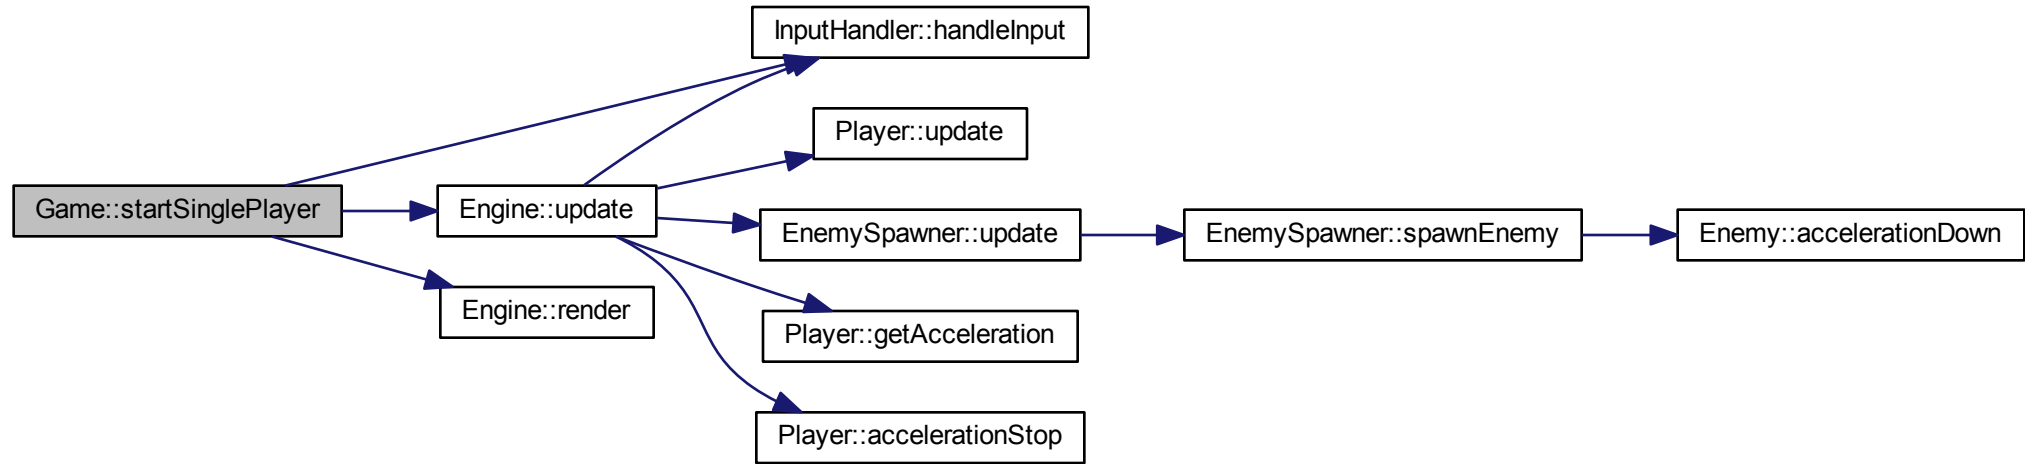 InputHandler::handleInput
Player::update
Game::startSinglePlayer
Engine::update
EnemySpawner::update
EnemySpawner::spawnEnemy
Enemy::accelerationDown
Engine::render
Player::getAcceleration
Player::accelerationStop